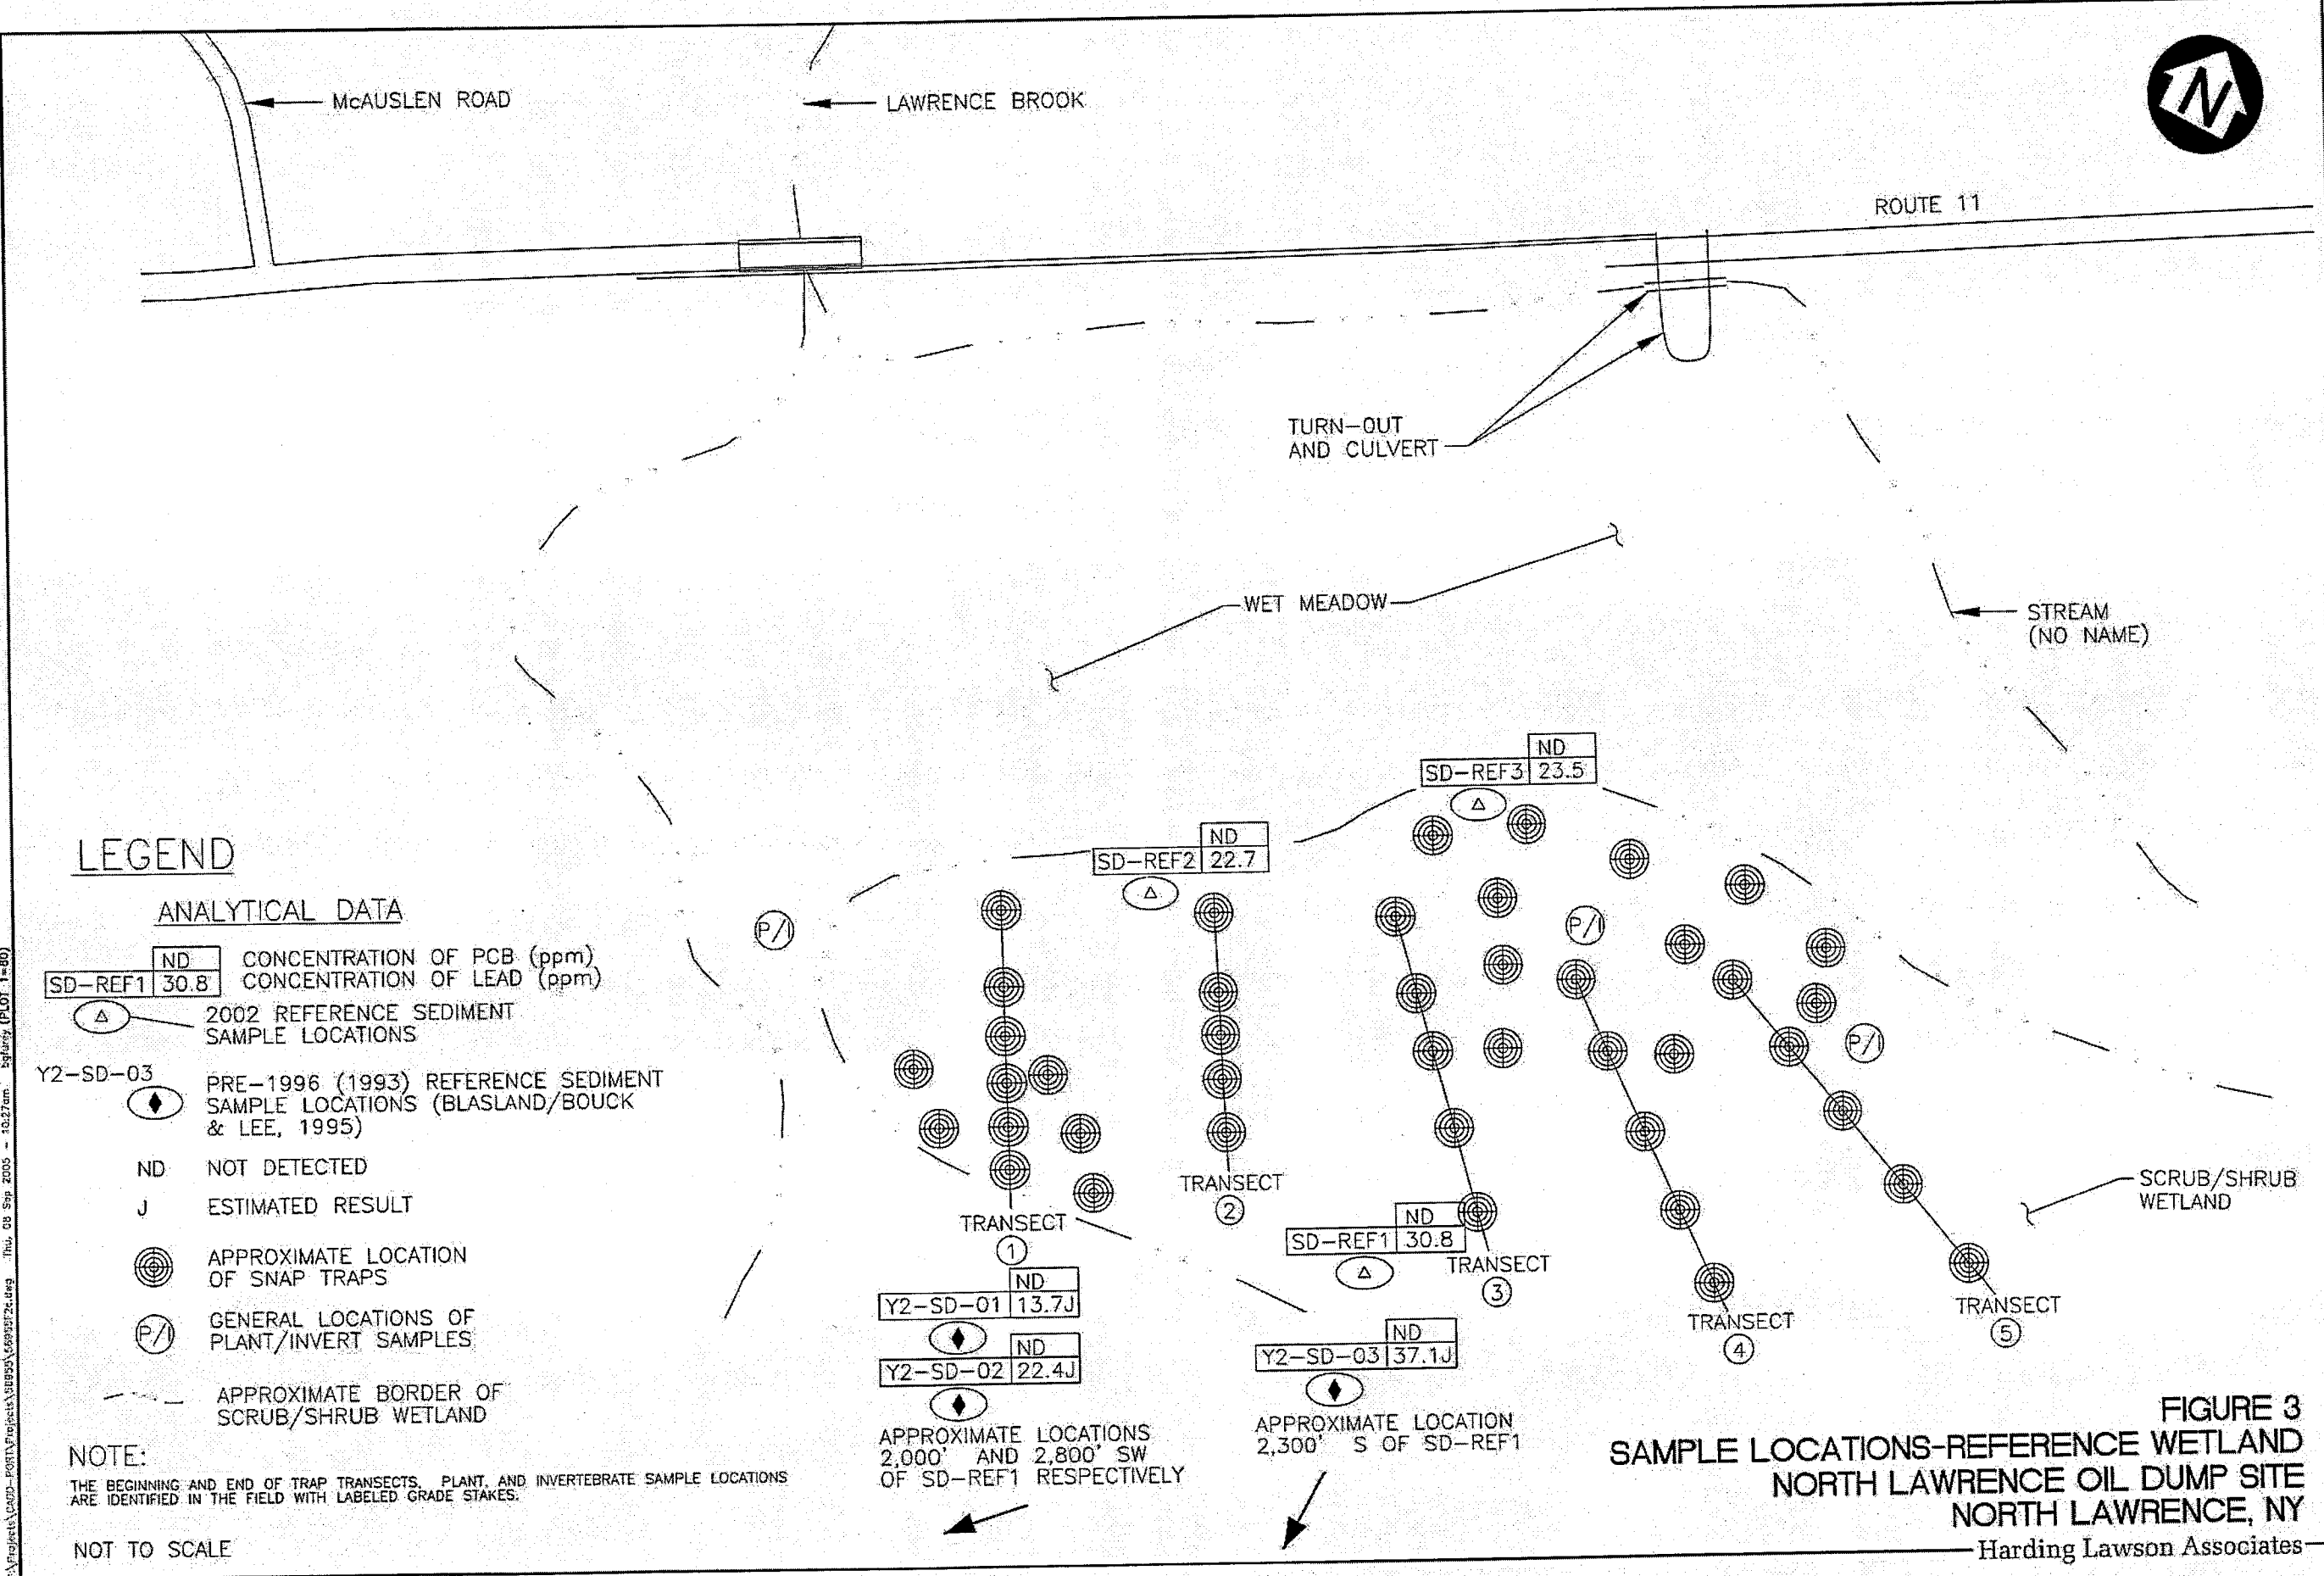 McAUSLEN ROAD
LAWRENCE BROOK
N
ROUTE 11
TURN-OUT
AND CULVERT
WET MEADOW
STREAM
(NO NAME)
ND
SD-REF3 23.5
ND
SD-REF2 22.7
LEGEND
ANALYTICAL DATA
ND CONCENTRATION OF PCB (ppm)
SD-REF1 30.8 CONCENTRATION OF LEAD (ppm)
2002 REFERENCE SEDIMENT
SAMPLE LOCATIONS
Y2-SD-03
PRE-1996 (1993) REFERENCE SEDIMENT
SAMPLE LOCATIONS (BLASLAND/BOUCK
& LEE, 1995)
ND NOT DETECTED
J ESTIMATED RESULT
APPROXIMATE LOCATION
OF SNAP TRAPS
P/I
GENERAL LOCATIONS OF
PLANT/INVERT SAMPLES
APPROXIMATE BORDER OF
SCRUB/SHRUB WETLAND
NOTE:
THE BEGINNING AND END OF TRAP TRANSECTS, PLANT, AND INVERTEBRATE SAMPLE LOCATIONS
ARE IDENTIFIED IN THE FIELD WITH LABELED GRADE STAKES.
NOT TO SCALE
P/I
P/I
P/I
TRANSECT
1
TRANSECT
2
ND
SD-REF1 30.8
TRANSECT
3
TRANSECT
4
TRANSECT
5
SCRUB/SHRUB
WETLAND
ND
Y2-SD-01 13.7J
ND
Y2-SD-02 22.4J
APPROXIMATE LOCATIONS
2,000' AND 2,800' SW
OF SD-REF1 RESPECTIVELY
ND
Y2-SD-03 37.1J
APPROXIMATE LOCATION
2,300' S OF SD-REF1
FIGURE 3
SAMPLE LOCATIONS-REFERENCE WETLAND
NORTH LAWRENCE OIL DUMP SITE
NORTH LAWRENCE, NY
Harding Lawson Associates
Thu, 08 Sep 2005 - 10:27am
(PLOT 1=80)